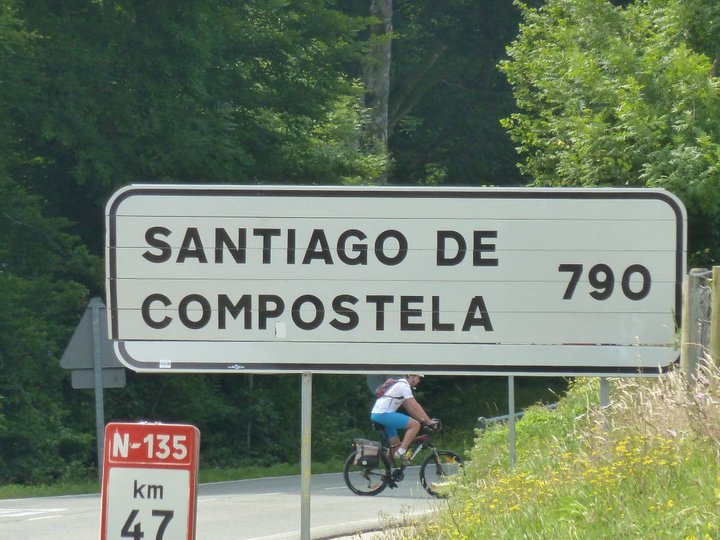 SANTIAGO DE
COMPOSTELA
790
N-135
km
47